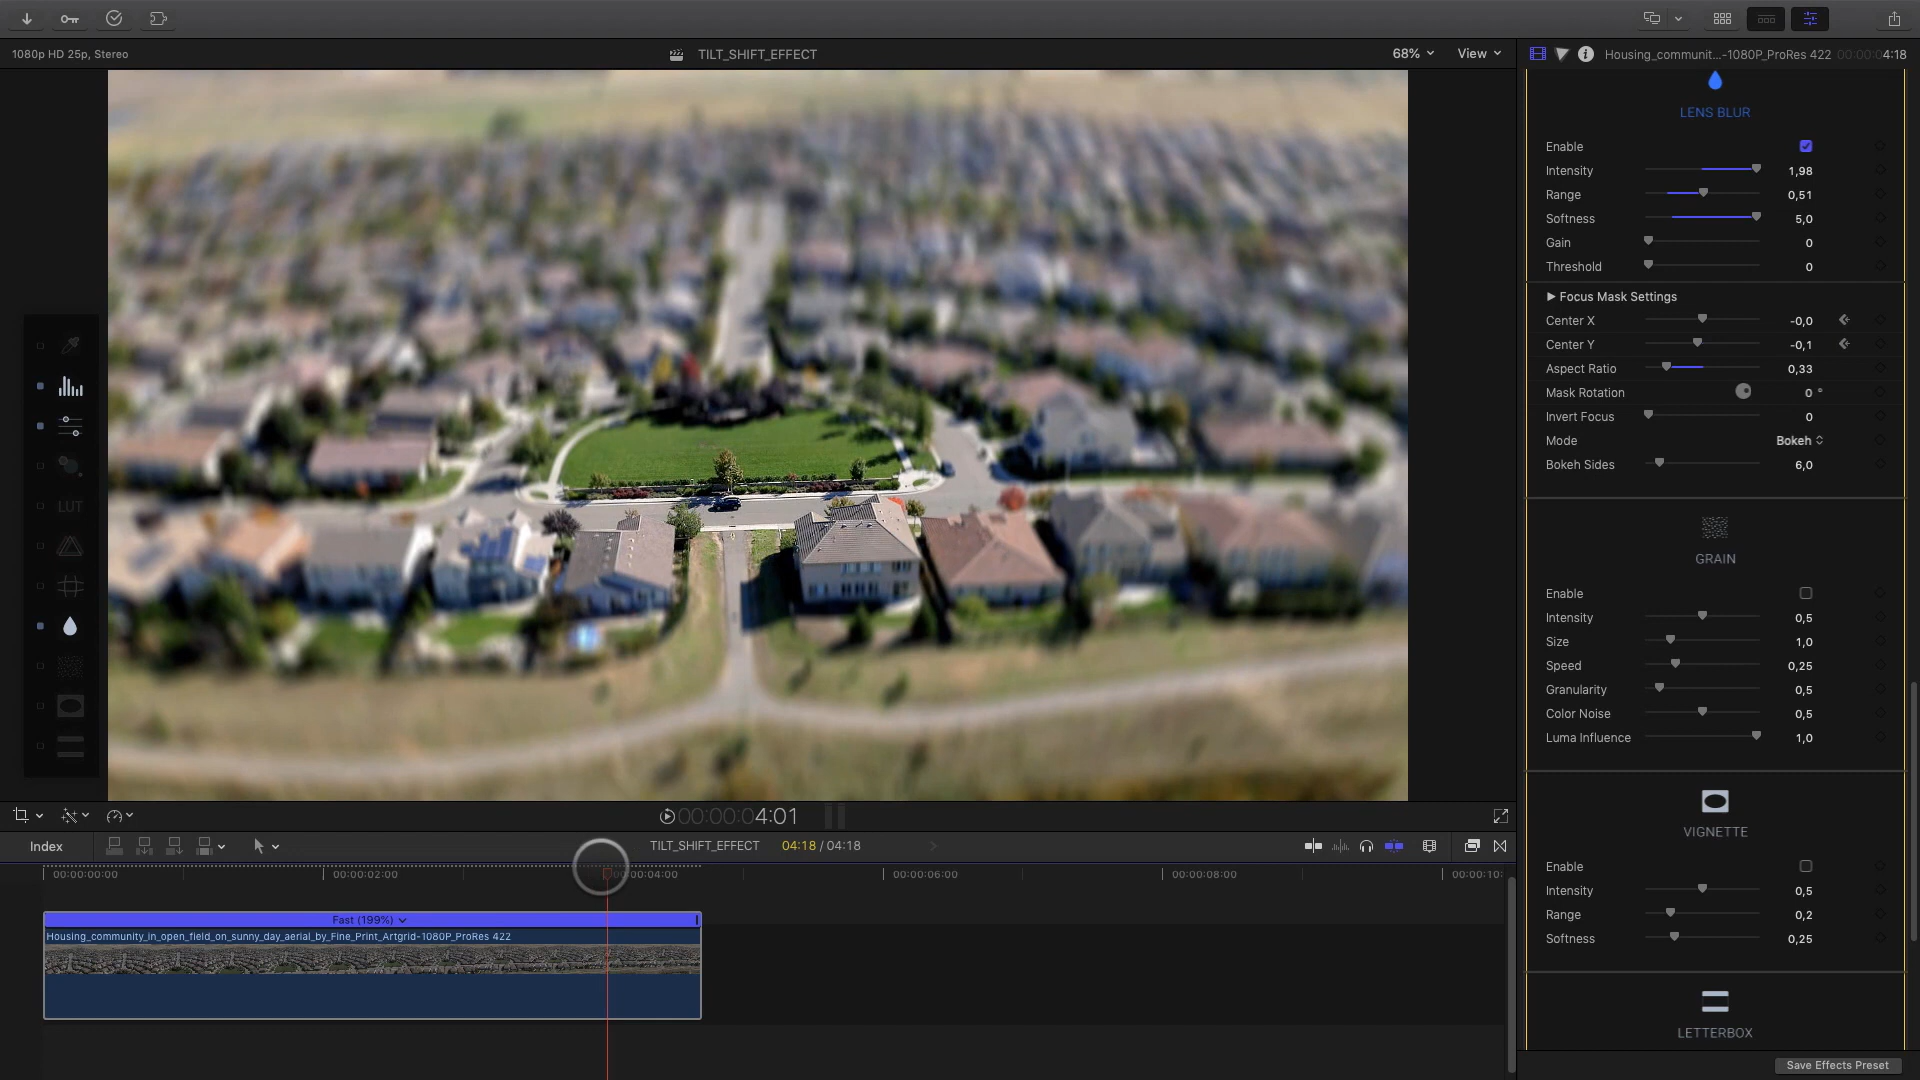 1080p HD 25p, Stereo
TILT_SHIFT_EFFECT
68%
View
Housing_communit...-1080P_ProRes 422
00:00:04:18
LENS BLUR
Enable
Intensity 1,98
Range 0,51
Softness 5,0
Gain 0
Threshold 0
Focus Mask Settings
Center X -0,0
Center Y -0,1
Aspect Ratio 0,33
Mask Rotation 0 °
Invert Focus 0
Mode Bokeh
Bokeh Sides 6,0
GRAIN
Enable
Intensity 0,5
Size 1,0
Speed 0,25
Granularity 0,5
Color Noise 0,5
Luma Influence 1,0
VIGNETTE
Enable
Intensity 0,5
Range 0,2
Softness 0,25
LETTERBOX
Save Effects Preset
LUT
00:00:04:01
Index
TILT_SHIFT_EFFECT
04:18 / 04:18
00:00:00:00
00:00:02:00
00:00:04:00
00:00:06:00
00:00:08:00
00:00:10:
Fast (199%)
Housing_community_in_open_field_on_sunny_day_aerial_by_Fine_Print_Artgrid-1080P_ProRes 422